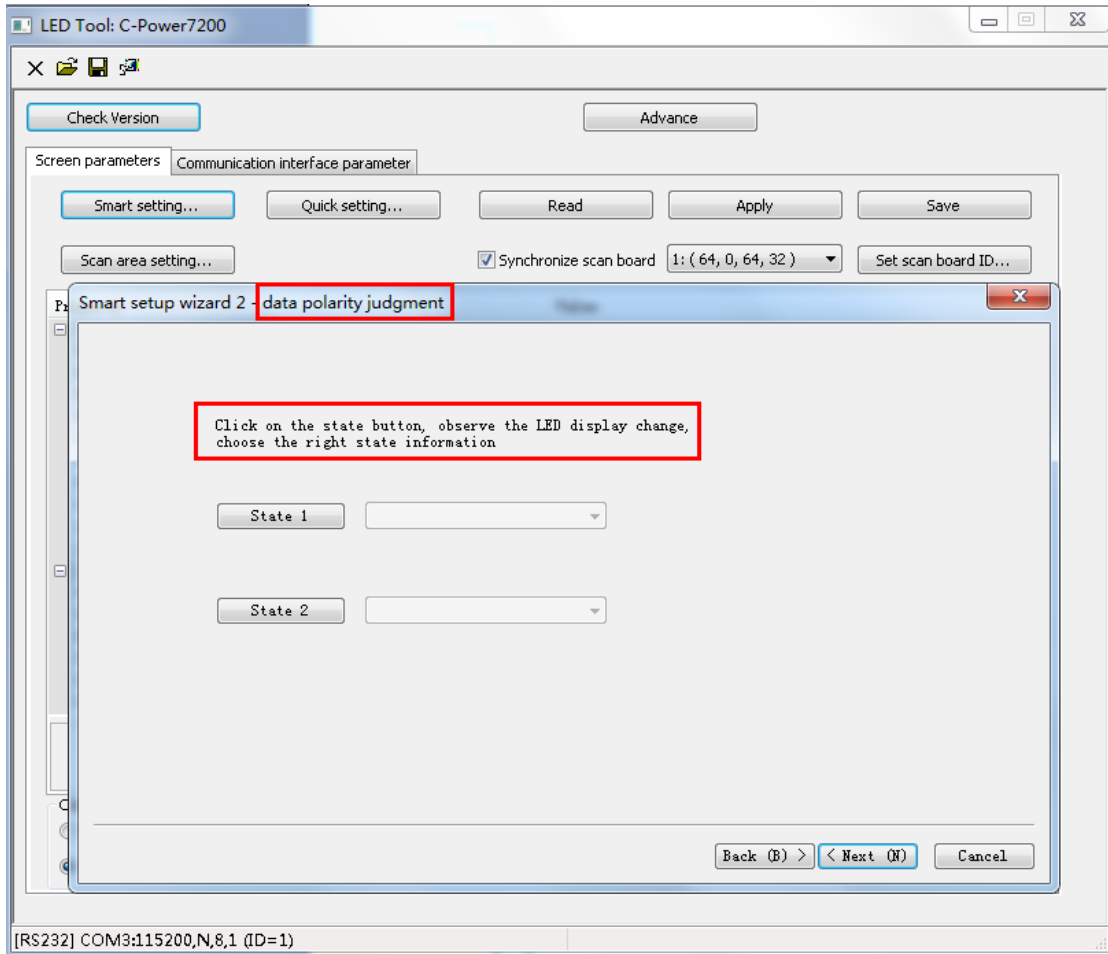 LED Tool: C-Power7200
Check Version
Advance
Screen parameters
Communication interface parameter
Smart setting...
Quick setting...
Read
Apply
Save
Scan area setting...
Synchronize scan board
1: ( 64, 0, 64, 32 )
Set scan board ID...
Smart setup wizard 2 - data polarity judgment
Click on the state button, observe the LED display change,
choose the right state information
State 1
State 2
Back (B) >
< Next (N)
Cancel
[RS232] COM3:115200,N,8,1 (ID=1)